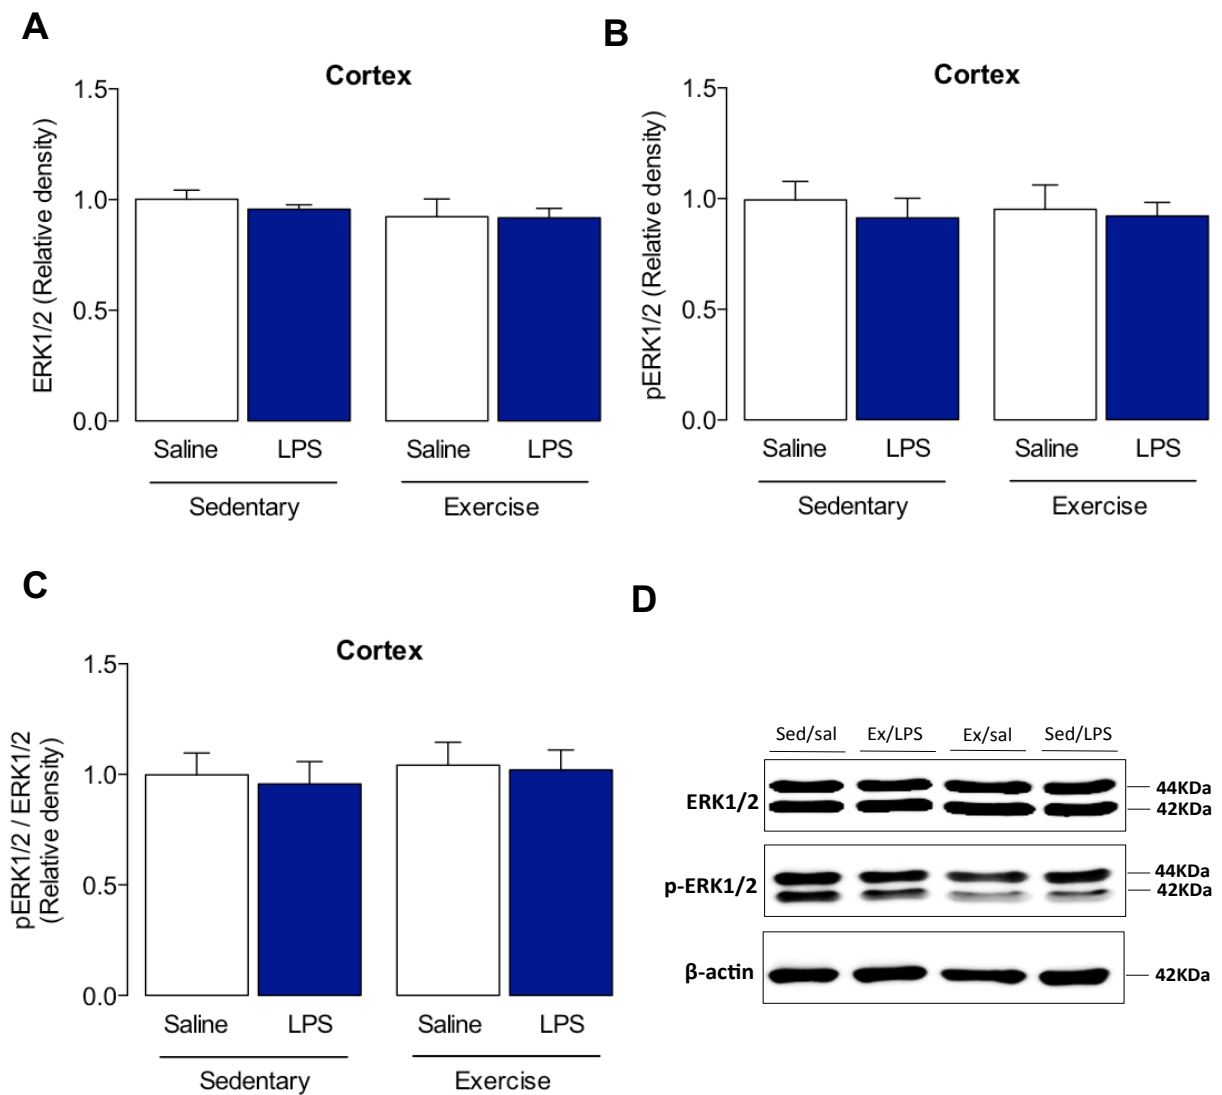 A
Cortex
ERK1/2 (Relative density)
1.5
1.0
0.5
0.0
Saline LPS Saline LPS
Sedentary Exercise
B
Cortex
pERK1/2 (Relative density)
1.5
1.0
0.5
0.0
Saline LPS Saline LPS
Sedentary Exercise
C
Cortex
pERK1/2 / ERK1/2
(Relative density)
1.5
1.0
0.5
0.0
Saline LPS Saline LPS
Sedentary Exercise
D
Sed/sal Ex/LPS Ex/sal Sed/LPS
ERK1/2
44KDa
42KDa
p-ERK1/2
44KDa
42KDa
β-actin
42KDa